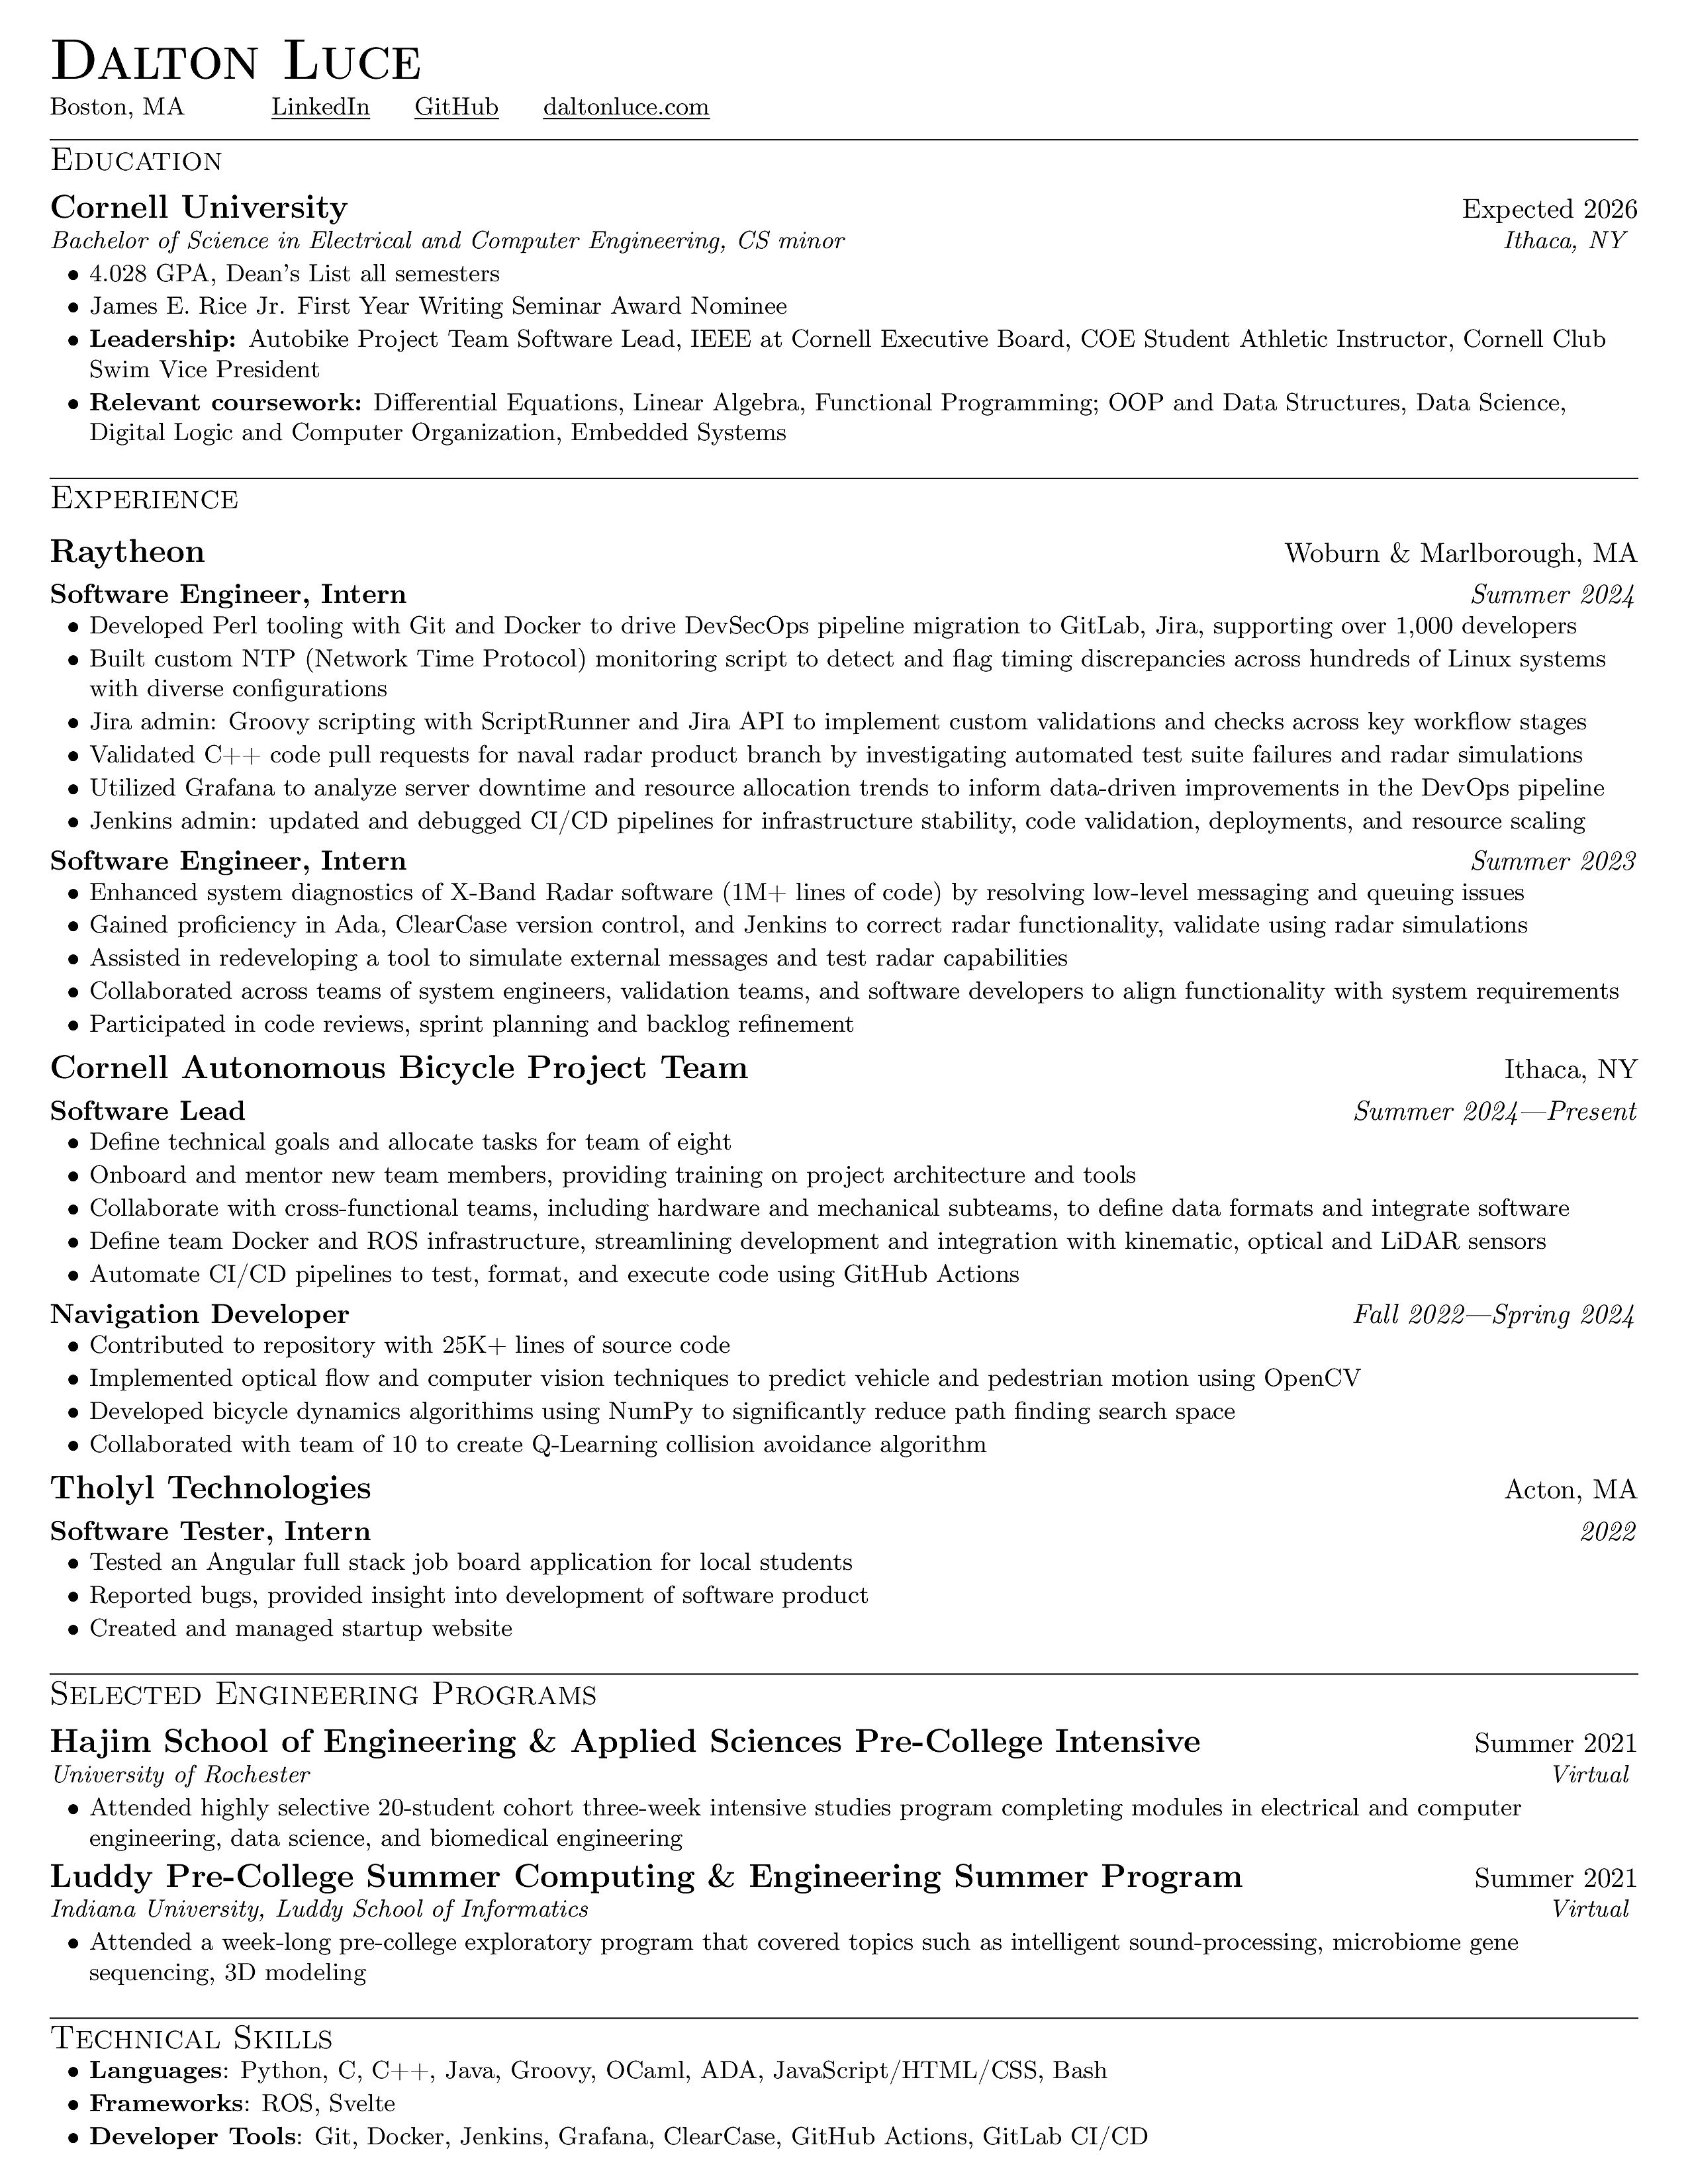 Dalton Luce
Boston, MA LinkedIn GitHub daltonluce.com
Education
Cornell University Expected 2026
Bachelor of Science in Electrical and Computer Engineering, CS minor Ithaca, NY
• 4.028 GPA, Dean's List all semesters
• James E. Rice Jr. First Year Writing Seminar Award Nominee
• Leadership: Autobike Project Team Software Lead, IEEE at Cornell Executive Board, COE Student Athletic Instructor, Cornell Club
Swim Vice President
• Relevant coursework: Differential Equations, Linear Algebra, Functional Programming; OOP and Data Structures, Data Science,
Digital Logic and Computer Organization, Embedded Systems
Experience
Raytheon Woburn & Marlborough, MA
Software Engineer, Intern Summer 2024
• Developed Perl tooling with Git and Docker to drive DevSecOps pipeline migration to GitLab, Jira, supporting over 1,000 developers
• Built custom NTP (Network Time Protocol) monitoring script to detect and flag timing discrepancies across hundreds of Linux systems
with diverse configurations
• Jira admin: Groovy scripting with ScriptRunner and Jira API to implement custom validations and checks across key workflow stages
• Validated C++ code pull requests for naval radar product branch by investigating automated test suite failures and radar simulations
• Utilized Grafana to analyze server downtime and resource allocation trends to inform data-driven improvements in the DevOps pipeline
• Jenkins admin: updated and debugged CI/CD pipelines for infrastructure stability, code validation, deployments, and resource scaling
Software Engineer, Intern Summer 2023
• Enhanced system diagnostics of X-Band Radar software (1M+ lines of code) by resolving low-level messaging and queuing issues
• Gained proficiency in Ada, ClearCase version control, and Jenkins to correct radar functionality, validate using radar simulations
• Assisted in redeveloping a tool to simulate external messages and test radar capabilities
• Collaborated across teams of system engineers, validation teams, and software developers to align functionality with system requirements
• Participated in code reviews, sprint planning and backlog refinement
Cornell Autonomous Bicycle Project Team Ithaca, NY
Software Lead Summer 2024—Present
• Define technical goals and allocate tasks for team of eight
• Onboard and mentor new team members, providing training on project architecture and tools
• Collaborate with cross-functional teams, including hardware and mechanical subteams, to define data formats and integrate software
• Define team Docker and ROS infrastructure, streamlining development and integration with kinematic, optical and LiDAR sensors
• Automate CI/CD pipelines to test, format, and execute code using GitHub Actions
Navigation Developer Fall 2022—Spring 2024
• Contributed to repository with 25K+ lines of source code
• Implemented optical flow and computer vision techniques to predict vehicle and pedestrian motion using OpenCV
• Developed bicycle dynamics algorithims using NumPy to significantly reduce path finding search space
• Collaborated with team of 10 to create Q-Learning collision avoidance algorithm
Tholyl Technologies Acton, MA
Software Tester, Intern 2022
• Tested an Angular full stack job board application for local students
• Reported bugs, provided insight into development of software product
• Created and managed startup website
Selected Engineering Programs
Hajim School of Engineering & Applied Sciences Pre-College Intensive Summer 2021
University of Rochester Virtual
• Attended highly selective 20-student cohort three-week intensive studies program completing modules in electrical and computer
engineering, data science, and biomedical engineering
Luddy Pre-College Summer Computing & Engineering Summer Program Summer 2021
Indiana University, Luddy School of Informatics Virtual
• Attended a week-long pre-college exploratory program that covered topics such as intelligent sound-processing, microbiome gene
sequencing, 3D modeling
Technical Skills
• Languages: Python, C, C++, Java, Groovy, OCaml, ADA, JavaScript/HTML/CSS, Bash
• Frameworks: ROS, Svelte
• Developer Tools: Git, Docker, Jenkins, Grafana, ClearCase, GitHub Actions, GitLab CI/CD